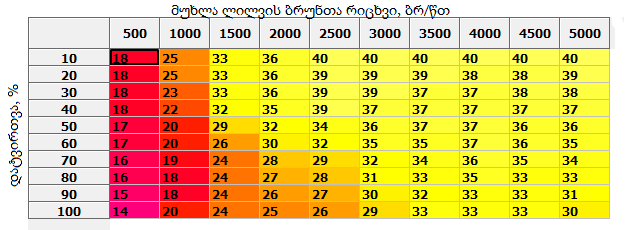 მუხლა ლილვის ბრუნთა რიცხვი, ბრ/წთ
500 1000 1500 2000 2500 3000 3500 4000 4500 5000
დატვირთვა, %
10 18 25 33 36 40 40 40 40 40 40
20 18 25 33 36 39 39 39 38 38 39
30 18 23 33 36 39 39 37 37 37 38
40 18 22 32 35 39 37 37 37 37 37
50 17 20 29 32 34 36 37 37 36 36
60 17 20 26 30 32 35 35 37 36 35
70 16 19 24 28 29 32 34 36 35 34
80 16 18 24 27 28 31 33 35 33 33
90 15 18 24 26 27 30 32 33 33 31
100 14 20 24 25 26 29 33 33 33 30